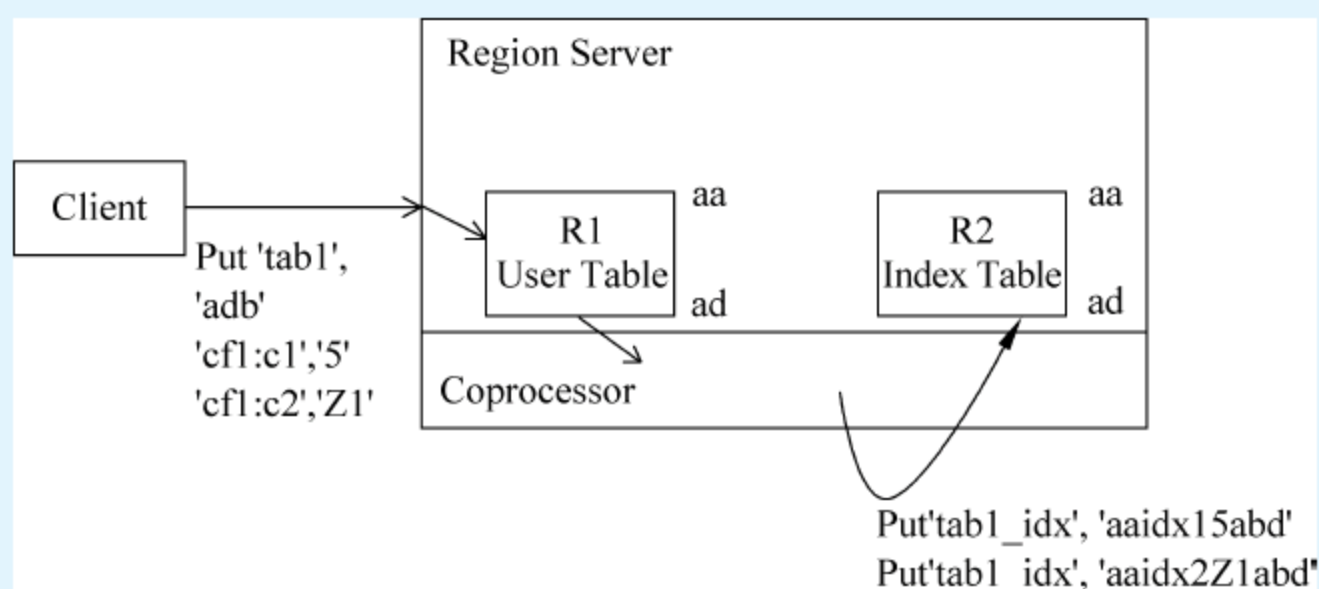 Region Server
Client
Put 'tab1',
'adb'
'cf1:c1','5'
'cf1:c2','Z1'
R1
User Table
aa
ad
R2
Index Table
aa
ad
Coprocessor
Put'tab1_idx', 'aaidx15abd'
Put'tab1_idx', 'aaidx2Z1abd'